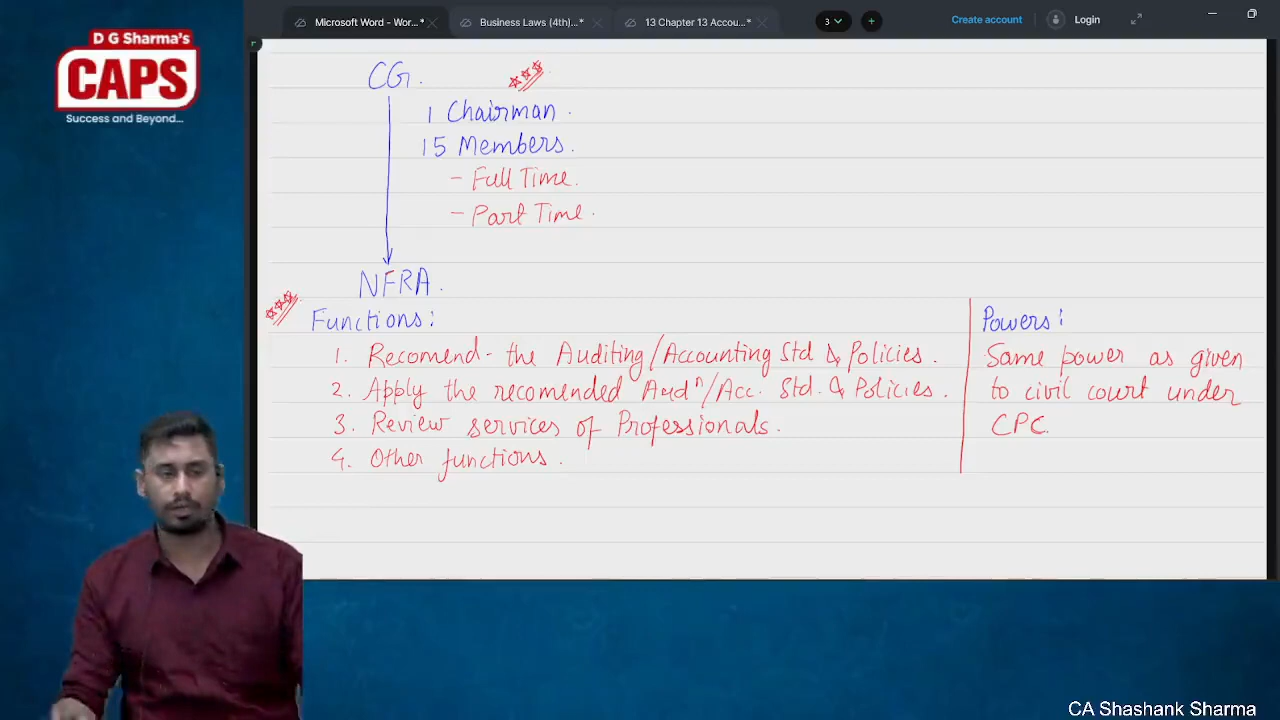 D G Sharma's
CAPS
Success and Beyond...
Microsoft Word - Wor...*
Business Laws (4th)...*
13 Chapter 13 Accou...*
3
Create account
Login
CG.
1 Chairman.
15 Members.
- Full Time.
- Part Time.
NFRA.
Functions:
1. Recomend - the Auditing/Accounting Std & Policies.
2. Apply the recomended Audⁿ/Acc. Std. & Policies.
3. Review services of Professionals.
4. Other functions.
Powers:
Same power as given
to civil court under
CPC.
CA Shashank Sharma